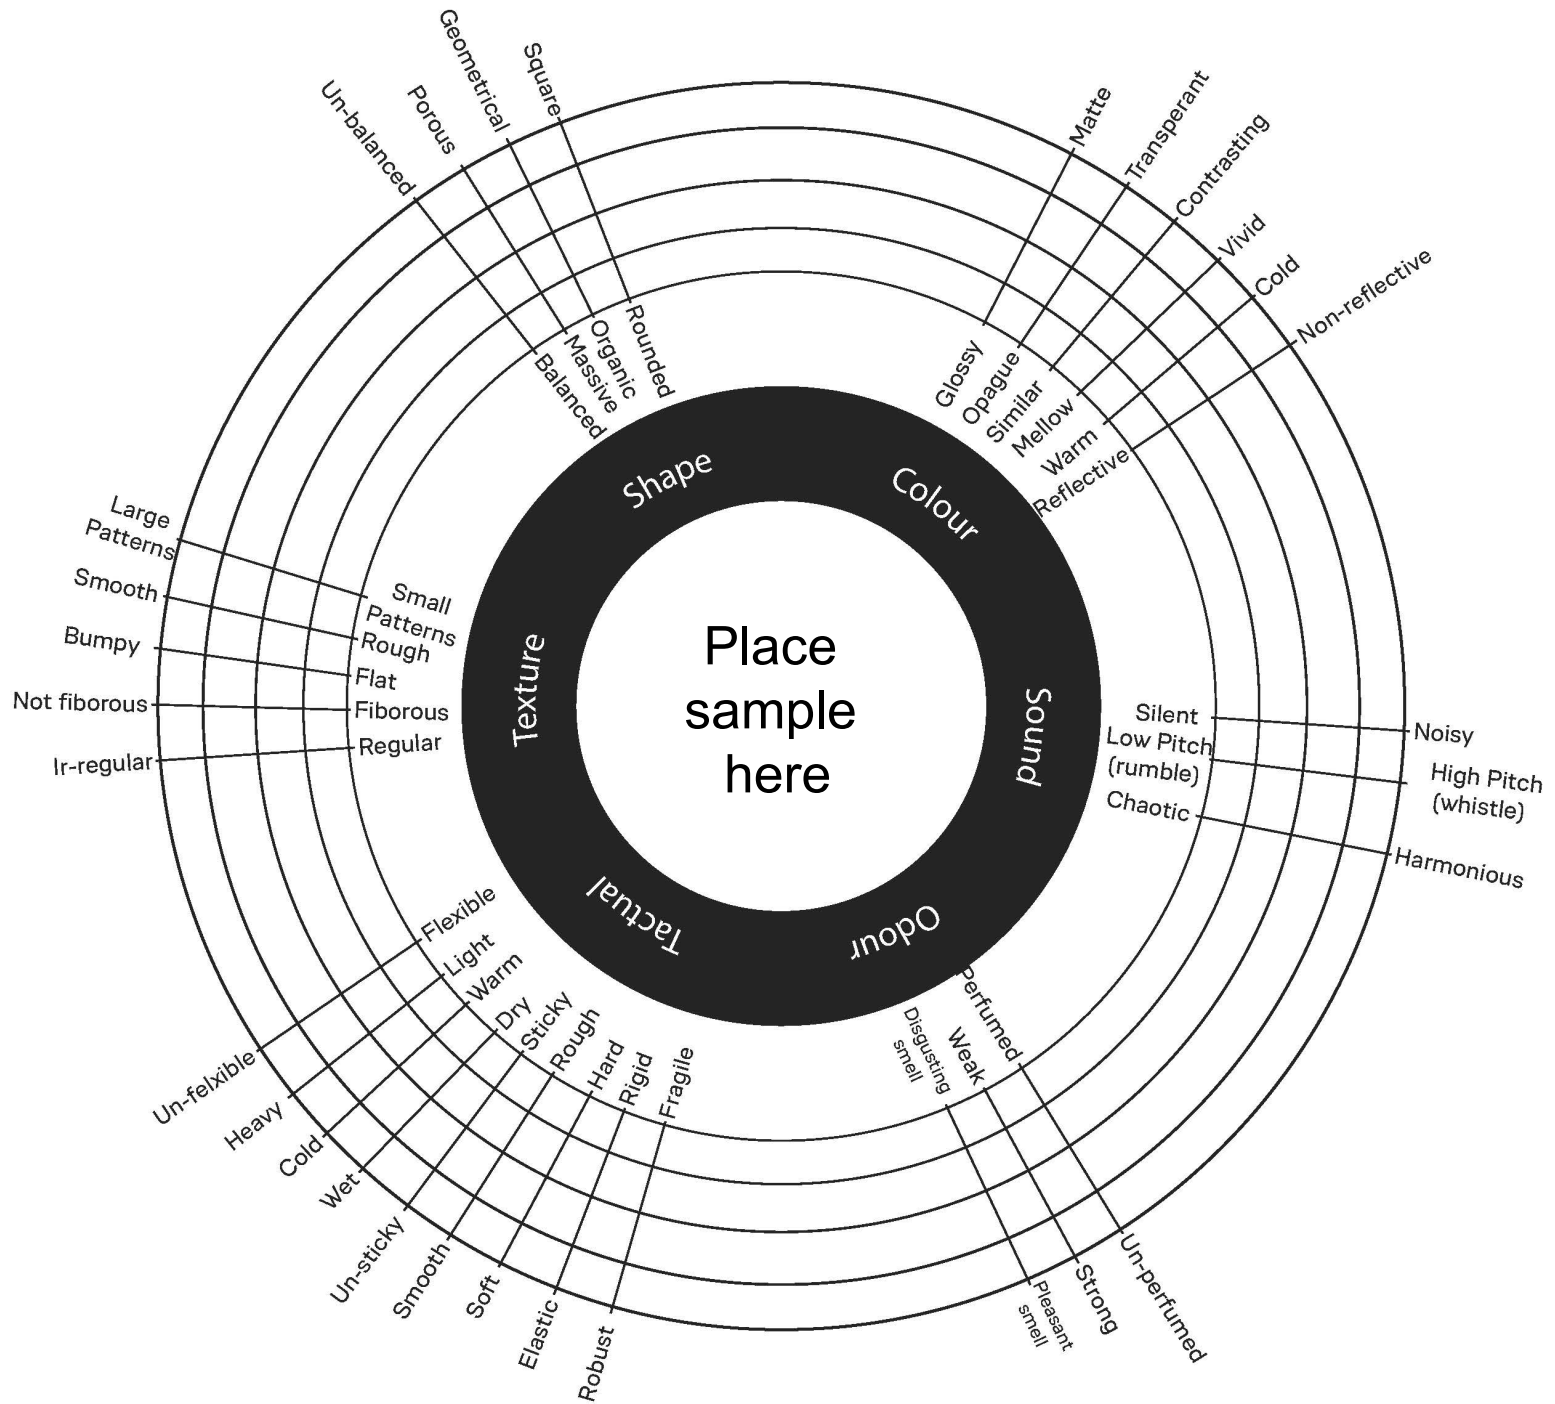 Un-balanced
Porous
Geometrical
Square
Balanced
Massive
Organic
Rounded
Shape
Matte
Transperant
Contrasting
Vivid
Cold
Non-reflective
Glossy
Opague
Similar
Mellow
Warm
Reflective
Colour
Silent
Low Pitch
(rumble)
Chaotic
Noisy
High Pitch
(whistle)
Harmonious
Sound
Perfumed
Weak
Disgusting
smell
Un-perfumed
Strong
Pleasant
smell
Odour
Fragile
Rigid
Hard
Rough
Sticky
Dry
Warm
Light
Flexible
Robust
Elastic
Soft
Smooth
Un-sticky
Wet
Cold
Heavy
Un-felxible
Tactual
Regular
Fiborous
Flat
Rough
Small
Patterns
Ir-regular
Not fiborous
Bumpy
Smooth
Large
Patterns
Texture
Place
sample
here